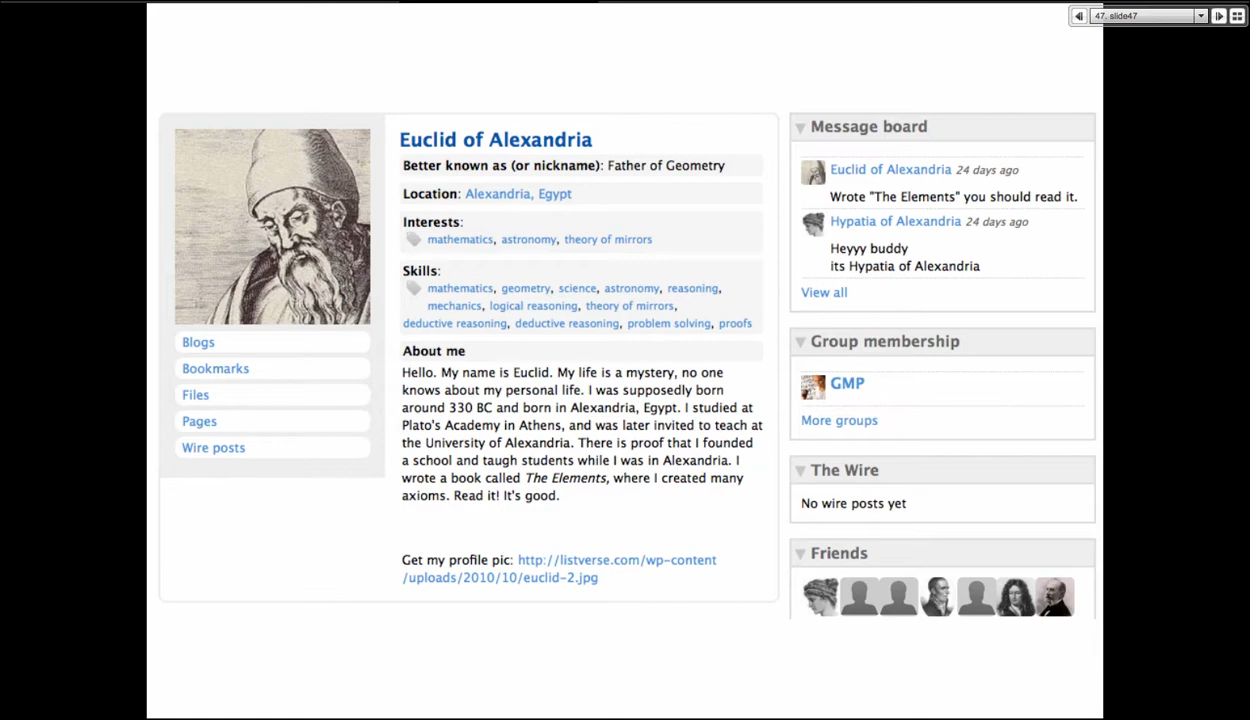 47. slide47
Euclid of Alexandria
Better known as (or nickname): Father of Geometry
Location: Alexandria, Egypt
Interests:
mathematics, astronomy, theory of mirrors
Skills:
mathematics, geometry, science, astronomy, reasoning,
mechanics, logical reasoning, theory of mirrors,
deductive reasoning, deductive reasoning, problem solving, proofs
About me
Hello. My name is Euclid. My life is a mystery, no one
knows about my personal life. I was supposedly born
around 330 BC and born in Alexandria, Egypt. I studied at
Plato's Academy in Athens, and was later invited to teach at
the University of Alexandria. There is proof that I founded
a school and taugh students while I was in Alexandria. I
wrote a book called The Elements, where I created many
axioms. Read it! It's good.
Get my profile pic: http://listverse.com/wp-content
/uploads/2010/10/euclid-2.jpg
Blogs
Bookmarks
Files
Pages
Wire posts
Message board
Euclid of Alexandria 24 days ago
Wrote "The Elements" you should read it.
Hypatia of Alexandria 24 days ago
Heyyy buddy
its Hypatia of Alexandria
View all
Group membership
GMP
More groups
The Wire
No wire posts yet
Friends